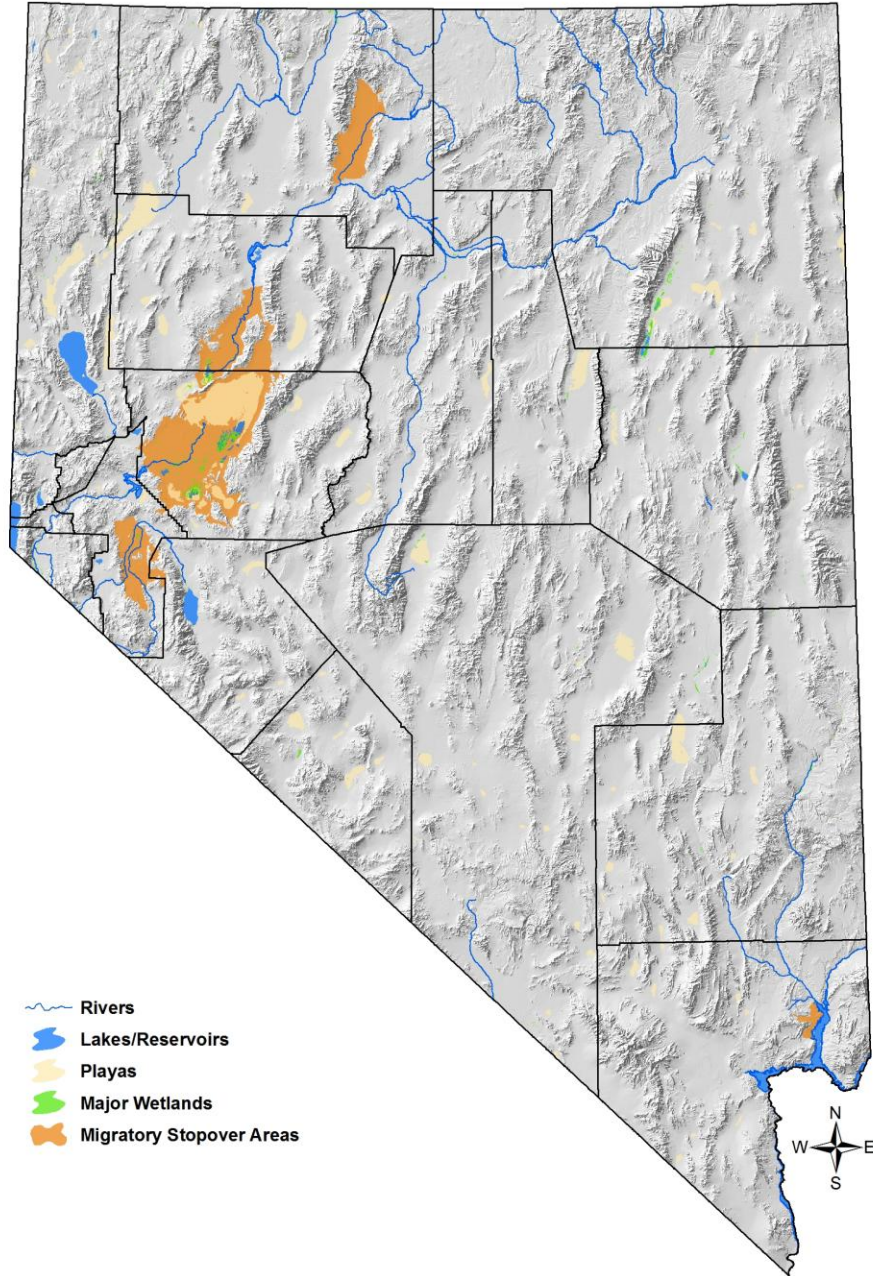 Rivers
Lakes/Reservoirs
Playas
Major Wetlands
Migratory Stopover Areas
N
W E
S